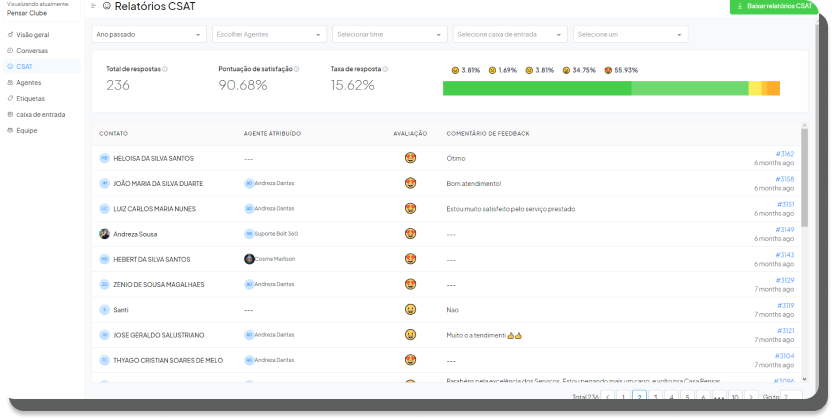 Visualizando atualmente:
Pensar Clube
Visão geral
Conversas
CSAT
Agentes
Etiquetas
caixa de entrada
Equipe
Relatórios CSAT
Baixar relatórios CSAT
Ano passado
Escolher Agentes
Selecionar time
Selecione caixa de entrada
Selecione um
Total de respostas
236
Pontuação de satisfação
90.68%
Taxa de resposta
15.62%
3.81% 1.69% 3.81% 34.75% 55.93%
CONTATO AGENTE ATRIBUÍDO AVALIAÇÃO COMENTÁRIO DE FEEDBACK
HELOISA DA SILVA SANTOS --- Ótimo #3162
6 months ago
JOÃO MARIA DA SILVA DUARTE Andreza Dantas Bom atendimento! #3158
6 months ago
LUIZ CARLOS MARIA NUNES Andreza Dantas Estou muito satisfeito pelo serviço prestado #3151
6 months ago
Andreza Sousa Suporte Bolt 360 --- #3149
6 months ago
HEBERT DA SILVA SANTOS Cosme Marilson --- #3143
6 months ago
ZENIO DE SOUSA MAGALHAES Andreza Dantas --- #3129
7 months ago
Santi --- Nao #3119
7 months ago
JOSE GERALDO SALUSTRIANO Andreza Dantas Muito o a tendimenti 👍👍 #3121
7 months ago
THYAGO CRISTIAN SOARES DE MELO Andreza Dantas --- #3104
7 months ago
Parabéns pela excelência dos Serviços. Estou pensando mais um carro, e volto pra Casa Pensar #3096
Total 236 < 1 2 3 4 5 6 ••• 10 > Go to 2